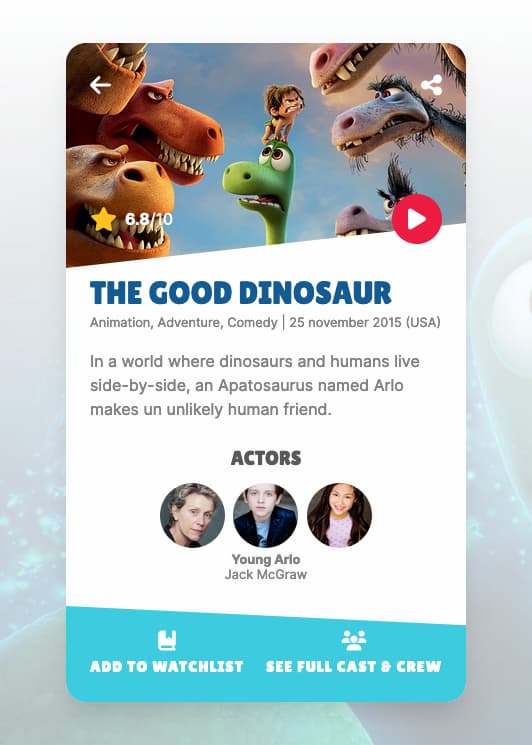 6.8/10
THE GOOD DINOSAUR
Animation, Adventure, Comedy | 25 november 2015 (USA)
In a world where dinosaurs and humans live
side-by-side, an Apatosaurus named Arlo
makes un unlikely human friend.
ACTORS
Young Arlo
Jack McGraw
ADD TO WATCHLIST
SEE FULL CAST & CREW